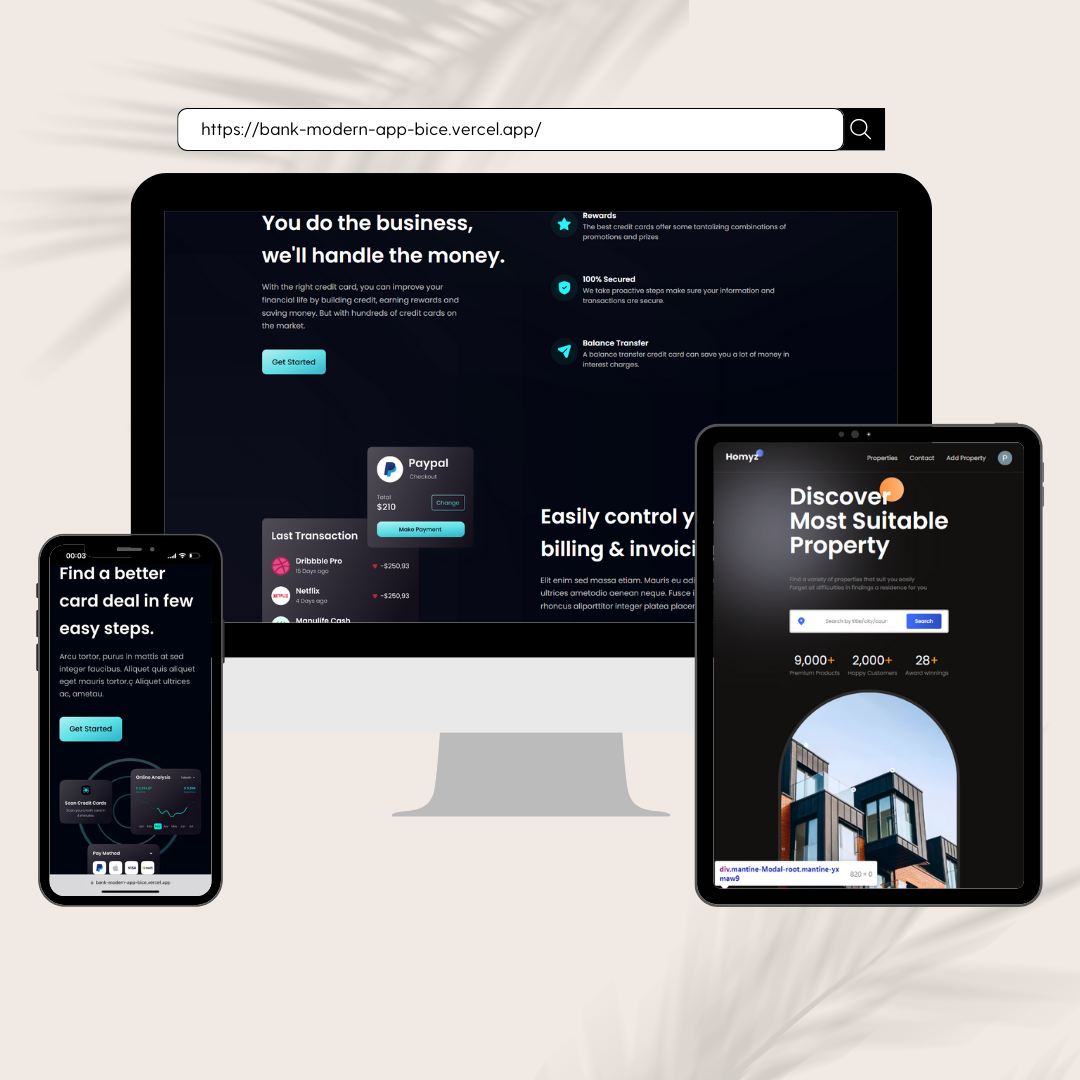 https://bank-modern-app-bice.vercel.app/
You do the business,
we'll handle the money.
With the right credit card, you can improve your
financial life by building credit, earning rewards and
saving money. But with hundreds of credit cards on
the market.
Get Started
Rewards
The best credit cards offer some tantalizing combinations of
promotions and prizes
100% Secured
We take proactive steps make sure your information and
transactions are secure.
Balance Transfer
A balance transfer credit card can save you a lot of money in
interest charges.
Paypal
Checkout
Total
$210
Change
Make Payment
Last Transaction
Dribbble Pro
15 Days ago
-$250,93
Netflix
4 Days ago
-$250,93
NETFLIX
Manulife Cash
Easily control y
billing & invoici
Elit enim sed massa etiam. Mauris eu adi
ultrices ametodio aenean neque. Fusce i
rhoncus aliporttitor integer platea placer
00:03
Find a better
card deal in few
easy steps.
Arcu tortor, purus in mattis at sed
integer faucibus. Aliquet quis aliquet
eget mauris tortor.ç Aliquet ultrices
ac, ametau.
Get Started
Online Analysis
Scan Credit Cards
Pay Method
VISA
bank-modern-app-bice.vercel.app
Homyz
Properties Contact Add Property P
Discover
Most Suitable
Property
Find a variety of properties that suit you easily
Forget all difficulties in findings a residence for you
Search by title/city/coun
Search
9,000+ 2,000+ 28+
Premium Products Happy Customers Award winnings
div.mantine-Modal-root.mantine-yx
maw9
820 × 0